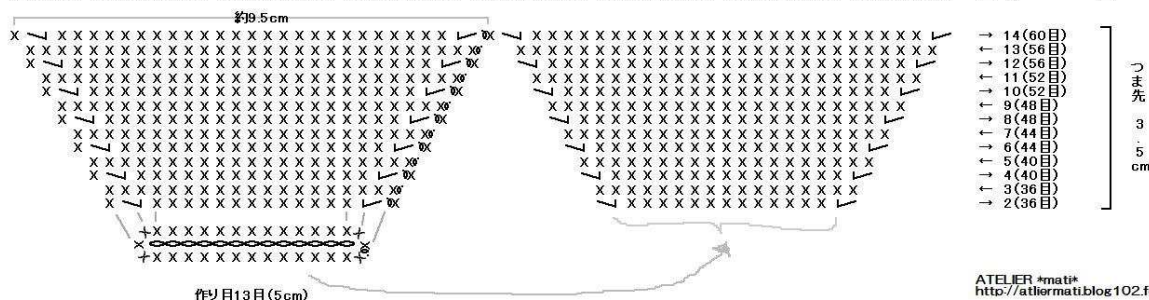 約9.5cm
→ 14(60目)
← 13(56目)
→ 12(56目)
← 11(52目)
→ 10(52目)
← 9(48目)
→ 8(48目)
← 7(44目)
→ 6(44目)
← 5(40目)
→ 4(40目)
← 3(36目)
→ 2(36目)
つま先 3.5cm
作り目13目(5cm)
ATELIER *mati*
http://atliermati.blog102.f